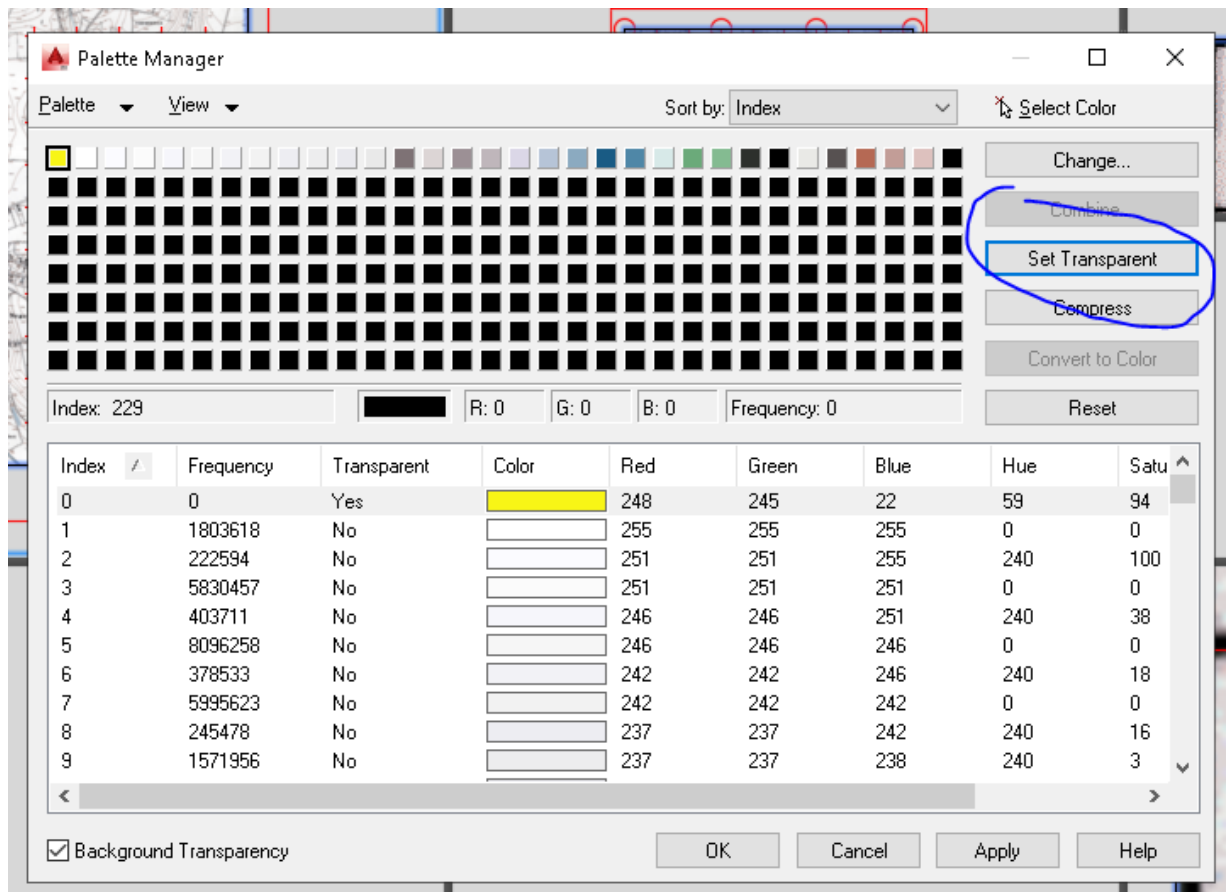 Palette Manager
Palette View Sort by: Index Select Color
Change...
Combine...
Set Transparent
Compress
Convert to Color
Index: 229 R: 0 G: 0 B: 0 Frequency: 0 Reset
Index Frequency Transparent Color Red Green Blue Hue Satu
0 0 Yes 248 245 22 59 94
1 1803618 No 255 255 255 0 0
2 222594 No 251 251 255 240 100
3 5830457 No 251 251 251 0 0
4 403711 No 246 246 251 240 38
5 8096258 No 246 246 246 0 0
6 378533 No 242 242 246 240 18
7 5995623 No 242 242 242 0 0
8 245478 No 237 237 242 240 16
9 1571956 No 237 237 238 240 3
Background Transparency OK Cancel Apply Help